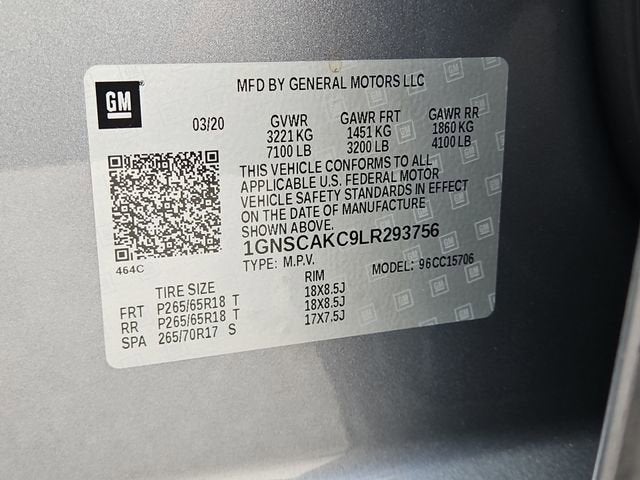 MFD BY GENERAL MOTORS LLC
GM
03/20 GVWR GAWR FRT GAWR RR
3221 KG 1451 KG 1860 KG
7100 LB 3200 LB 4100 LB
THIS VEHICLE CONFORMS TO ALL
APPLICABLE U.S. FEDERAL MOTOR
VEHICLE SAFETY STANDARDS IN EFFECT
ON THE DATE OF MANUFACTURE
SHOWN ABOVE.
1GNSCAKC9LR293756
464C
TYPE: M.P.V. MODEL: 96CC15706
TIRE SIZE RIM
FRT P265/65R18 T 18X8.5J
RR P265/65R18 T 18X8.5J
SPA 265/70R17 S 17X7.5J